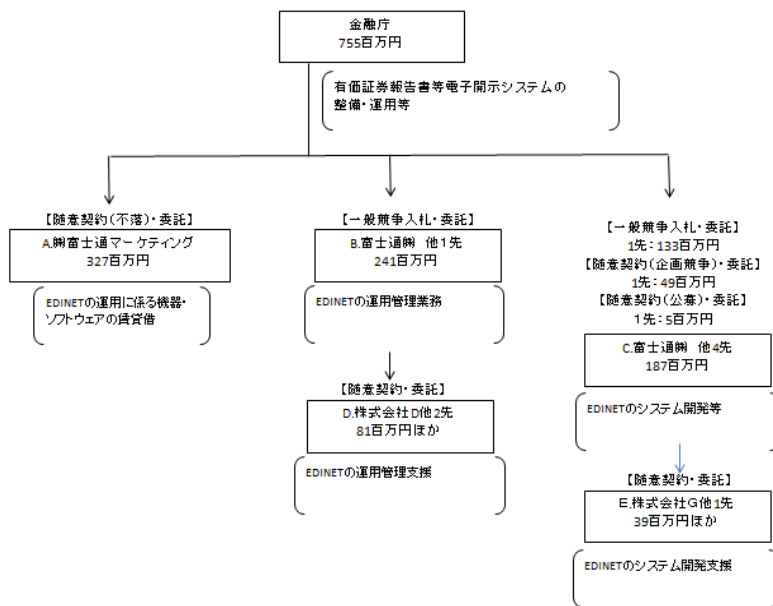 金融庁
755百万円
有価証券報告書等電子開示システムの
整備・運用等
【随意契約(不落)・委託】
A.㈱富士通マーケティング
327百万円
EDINETの運用に係る機器・
ソフトウェアの賃貸借
【一般競争入札・委託】
B.富士通㈱ 他1先
241百万円
EDINETの運用管理業務
【随意契約・委託】
D.株式会社D他2先
81百万円ほか
EDINETの運用管理支援
【一般競争入札・委託】
1先：133百万円
【随意契約(企画競争)・委託】
1先：49百万円
【随意契約(公募)・委託】
1先：5百万円
C.富士通㈱ 他4先
187百万円
EDINETのシステム開発等
【随意契約・委託】
E.株式会社G他1先
39百万円ほか
EDINETのシステム開発支援